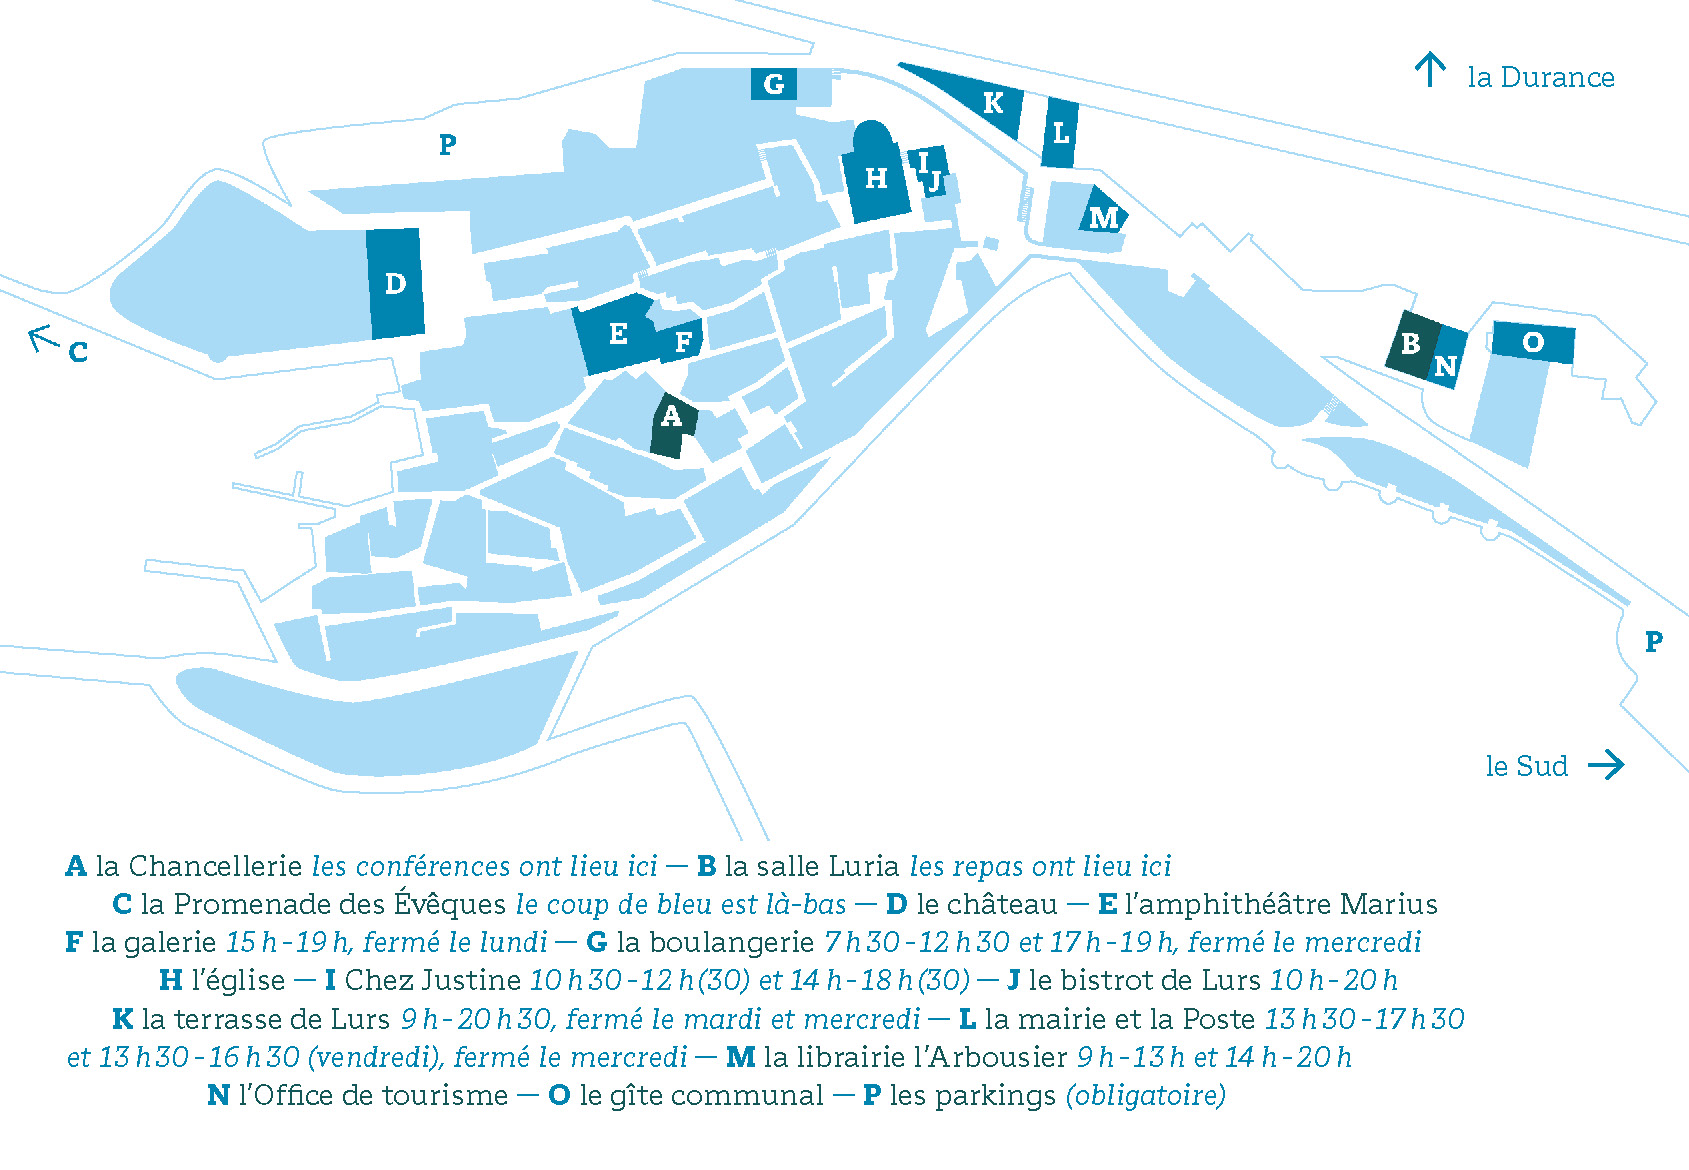 la Durance
G
K
L
P
I
H
J
M
D
E
F
B
O
N
C
A
P
le Sud
A la Chancellerie les conférences ont lieu ici — B la salle Luria les repas ont lieu ici
C la Promenade des Évêques le coup de bleu est là-bas — D le château — E l'amphithéâtre Marius
F la galerie 15 h - 19 h, fermé le lundi — G la boulangerie 7 h 30 - 12 h 30 et 17 h - 19 h, fermé le mercredi
H l'église — I Chez Justine 10 h 30 - 12 h (30) et 14 h - 18 h (30) — J le bistrot de Lurs 10 h - 20 h
K la terrasse de Lurs 9 h - 20 h 30, fermé le mardi et mercredi — L la mairie et la Poste 13 h 30 - 17 h 30
et 13 h 30 - 16 h 30 (vendredi), fermé le mercredi — M la librairie l'Arbousier 9 h - 13 h et 14 h - 20 h
N l'Office de tourisme — O le gîte communal — P les parkings (obligatoire)